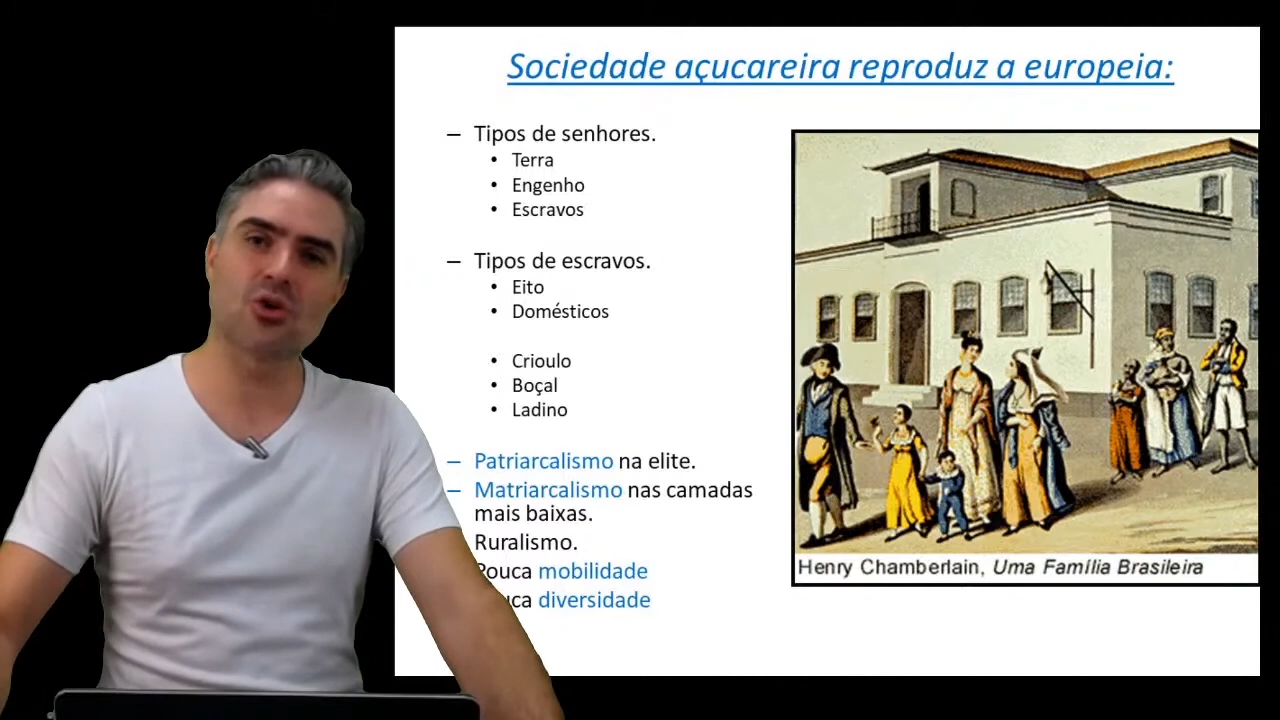 Sociedade açucareira reproduz a europeia:
– Tipos de senhores.
• Terra
• Engenho
• Escravos
– Tipos de escravos.
• Eito
• Domésticos
• Crioulo
• Boçal
• Ladino
– Patriarcalismo na elite.
– Matriarcalismo nas camadas
mais baixas.
Ruralismo.
Pouca mobilidade
diversidade
Henry Chamberlain, Uma Família Brasileira